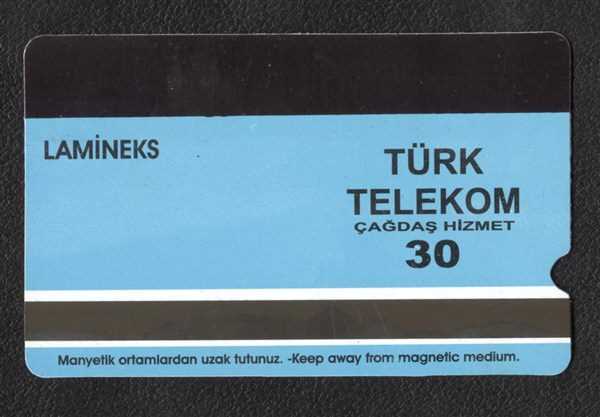 LAMİNEKS
TÜRK
TELEKOM
ÇAĞDAŞ HİZMET
30
Manyetik ortamlardan uzak tutunuz. -Keep away from magnetic medium.